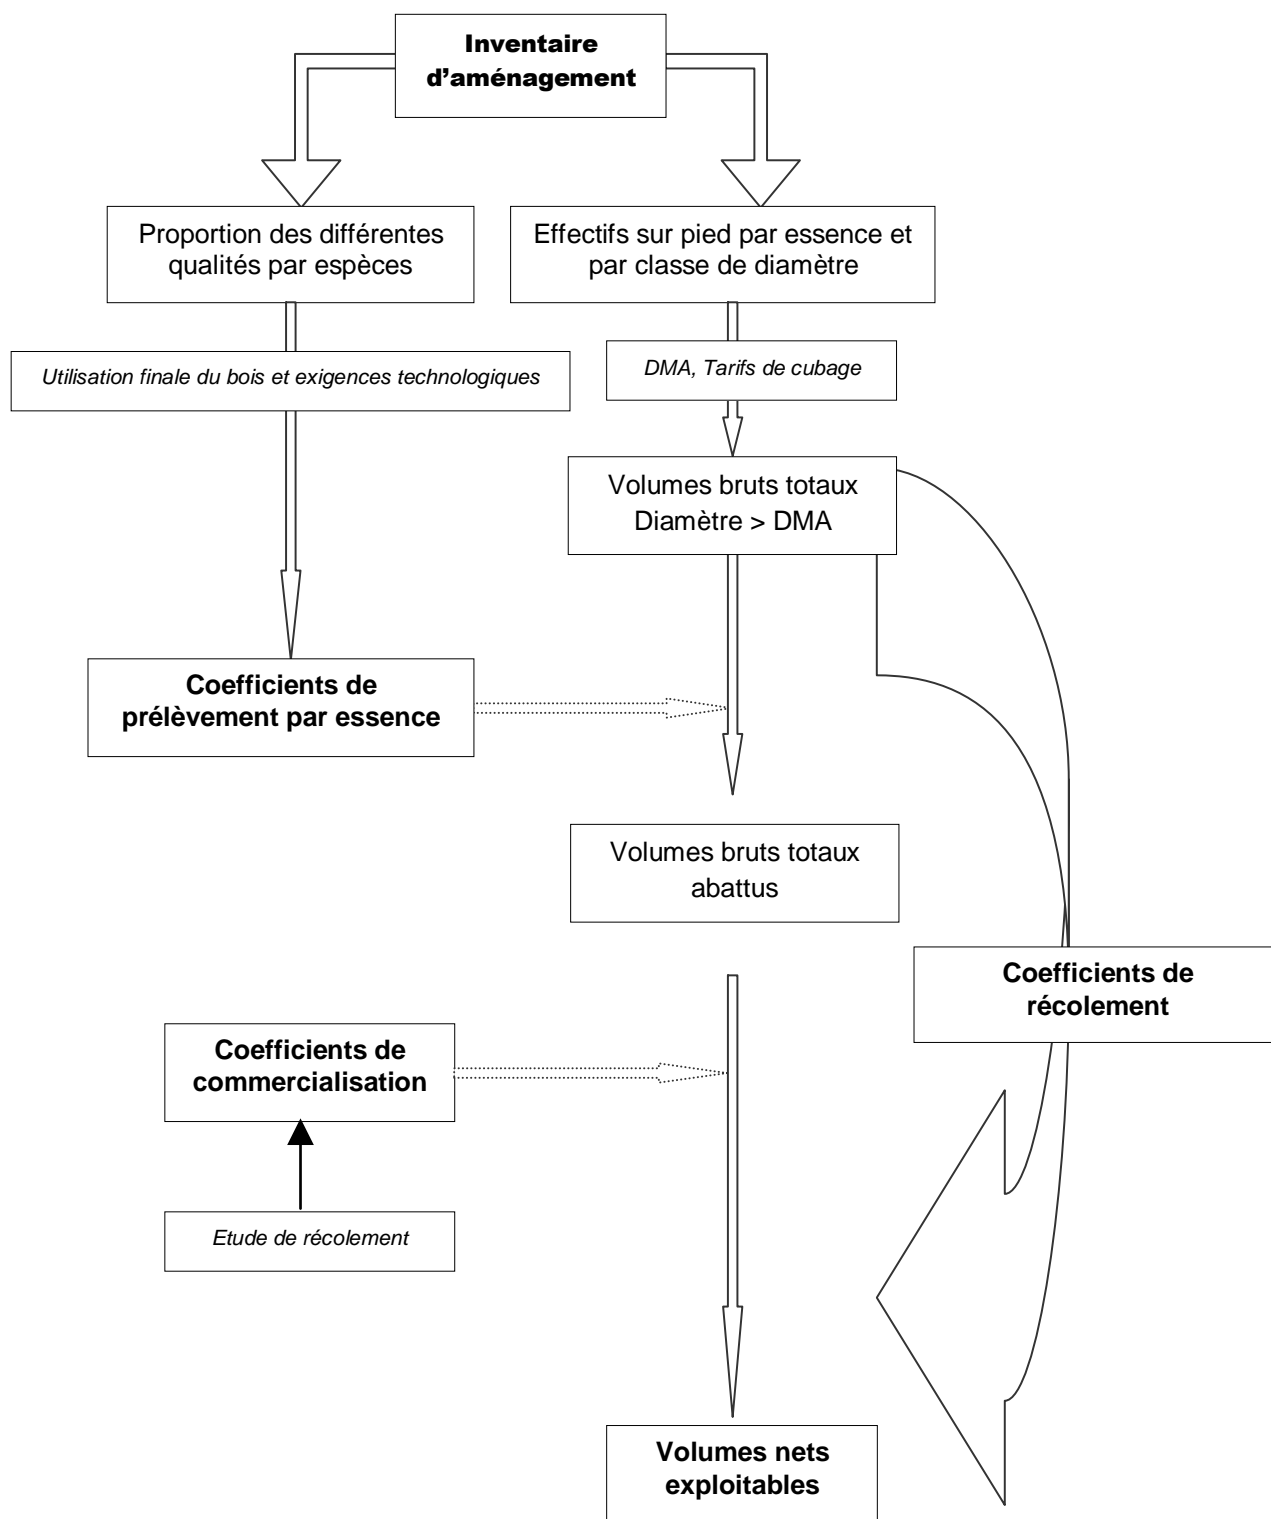 Inventaire
d'aménagement
Proportion des différentes
qualités par espèces
Effectifs sur pied par essence et
par classe de diamètre
Utilisation finale du bois et exigences technologiques
DMA, Tarifs de cubage
Volumes bruts totaux
Diamètre > DMA
Coefficients de
prélèvement par essence
Volumes bruts totaux
abattus
Coefficients de
récolement
Coefficients de
commercialisation
Etude de récolement
Volumes nets
exploitables